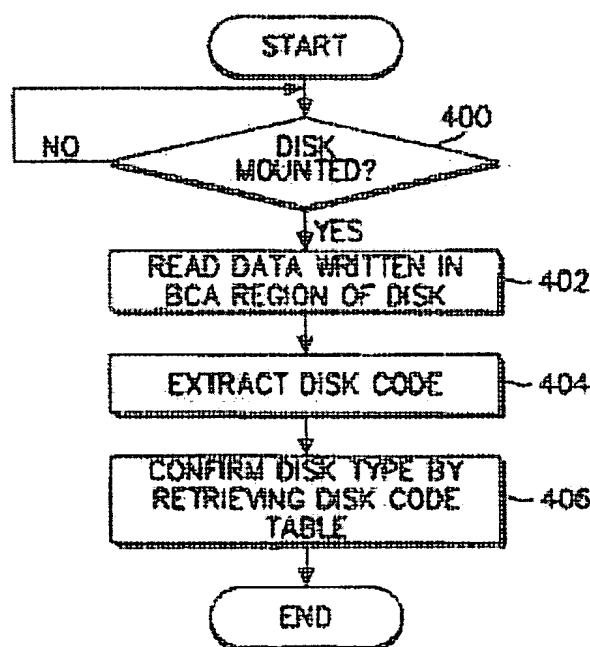 START
400
NO
DISK
MOUNTED?
YES
READ DATA WRITTEN IN
BCA REGION OF DISK
402
EXTRACT DISK CODE
404
CONFIRM DISK TYPE BY
RETRIEVING DISK CODE
TABLE
406
END